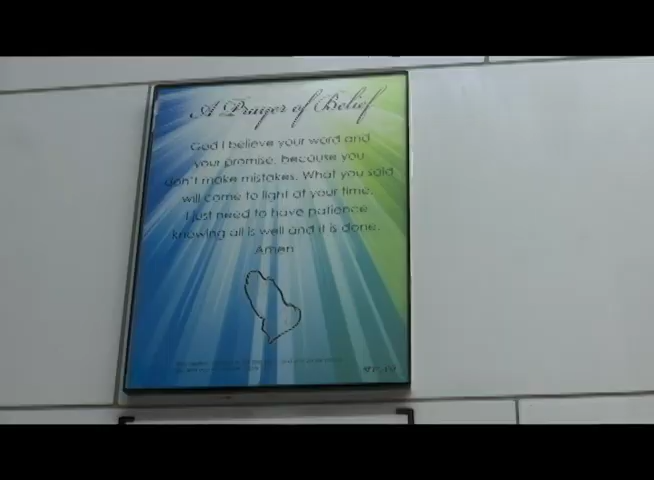 A Prayer of Belief
God I believe your word and
your promise, because you
don't make mistakes. What you said
will come to light at your time.
I just need to have patience
knowing all is well and it is done.
Amen